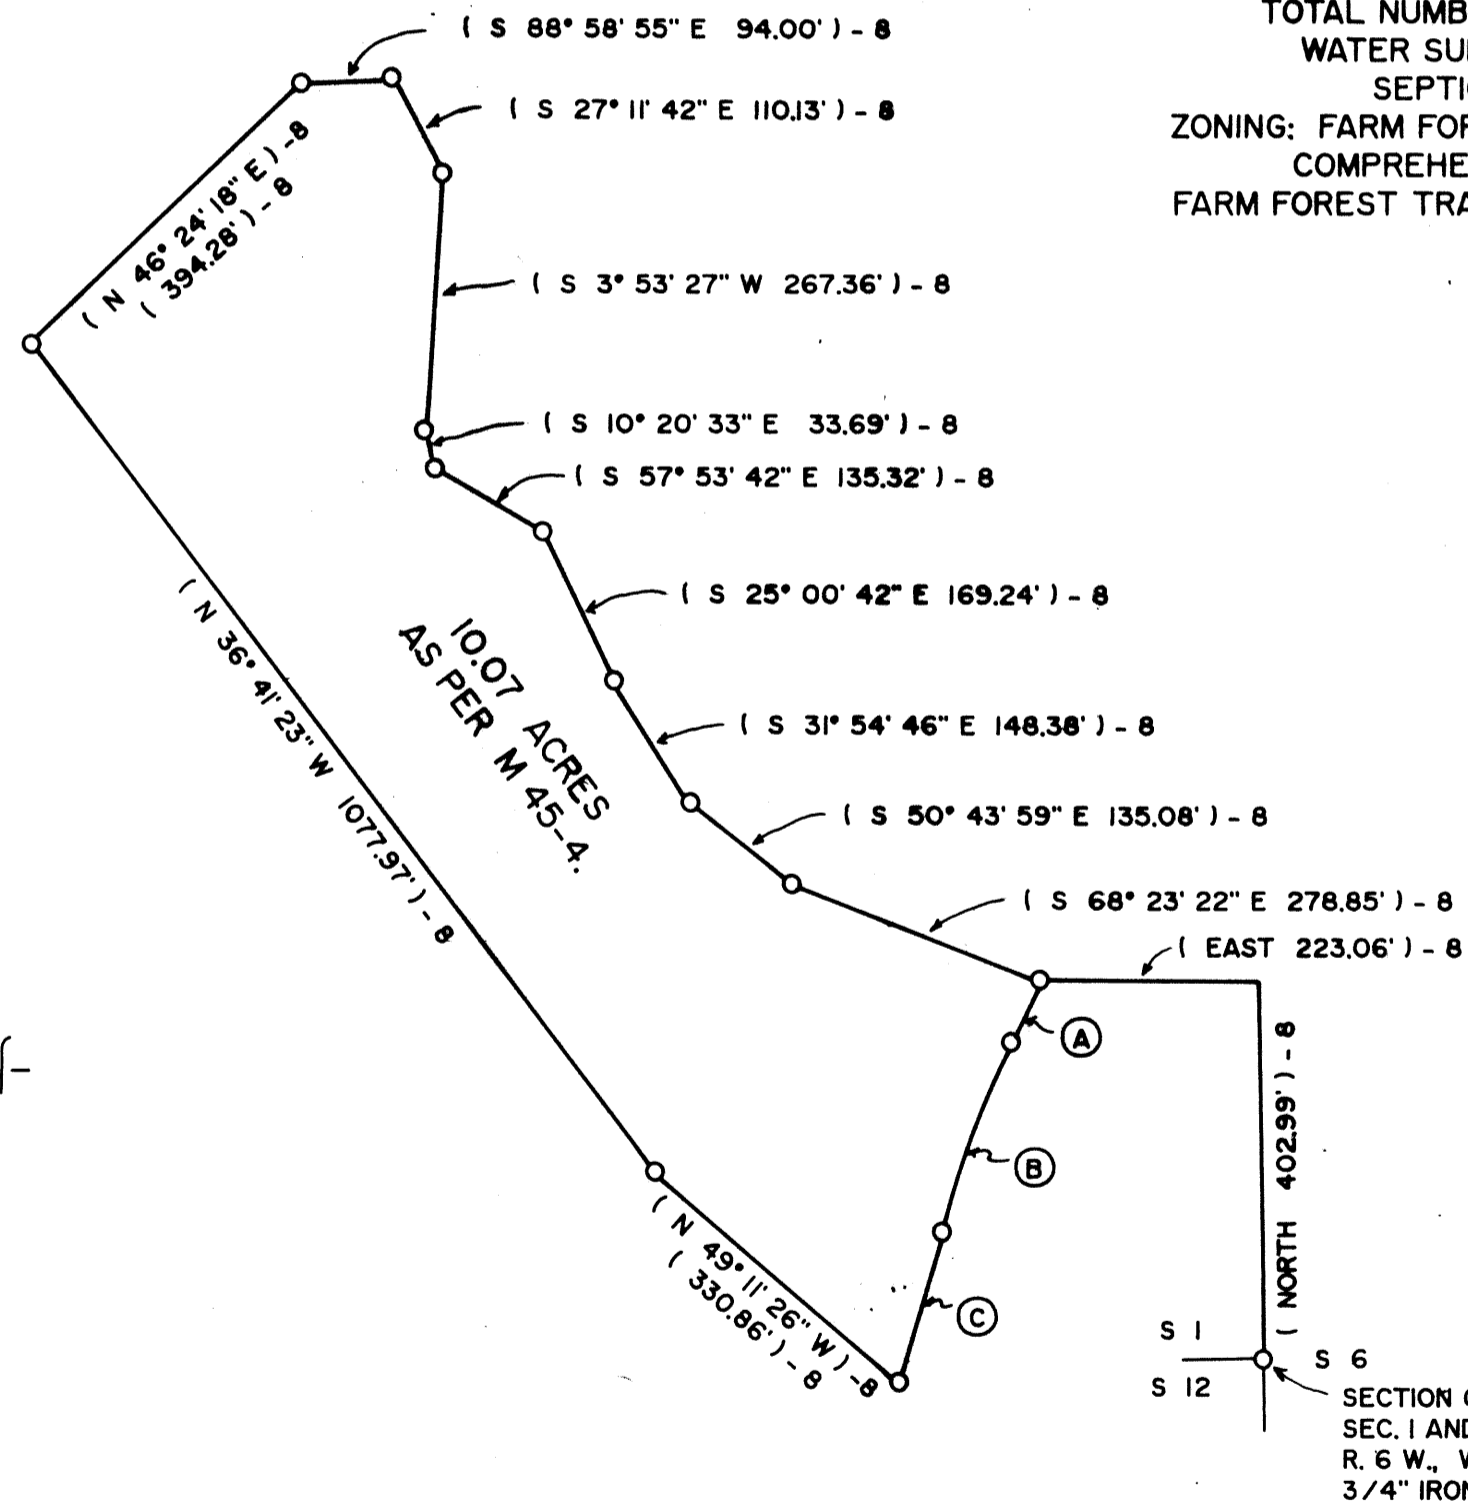 TOTAL NUMB
WATER SU
SEPTI
ZONING: FARM FOR
COMPREHE
FARM FOREST TRA
( S 88° 58' 55" E 94.00' ) - 8
( S 27° 11' 42" E 110.13' ) - 8
( N 46° 24' 18" E ) - 8
( 394.28' ) - 8
( S 3° 53' 27" W 267.36' ) - 8
( S 10° 20' 33" E 33.69' ) - 8
( S 57° 53' 42" E 135.32' ) - 8
( S 25° 00' 42" E 169.24' ) - 8
10.07 ACRES
AS PER M 45-4.
( N 36° 41' 23" W 1077.97' ) - 8
( S 31° 54' 46" E 148.38' ) - 8
( S 50° 43' 59" E 135.08' ) - 8
( S 68° 23' 22" E 278.85' ) - 8
( EAST 223.06' ) - 8
A
B
C
( NORTH 402.99' ) - 8
( N 49° 11' 26" W ) - 8
( 330.86' ) - 8
S 1
S 6
S 12
SECTION
SEC. 1 AND
R. 6 W., W
3/4" IRON